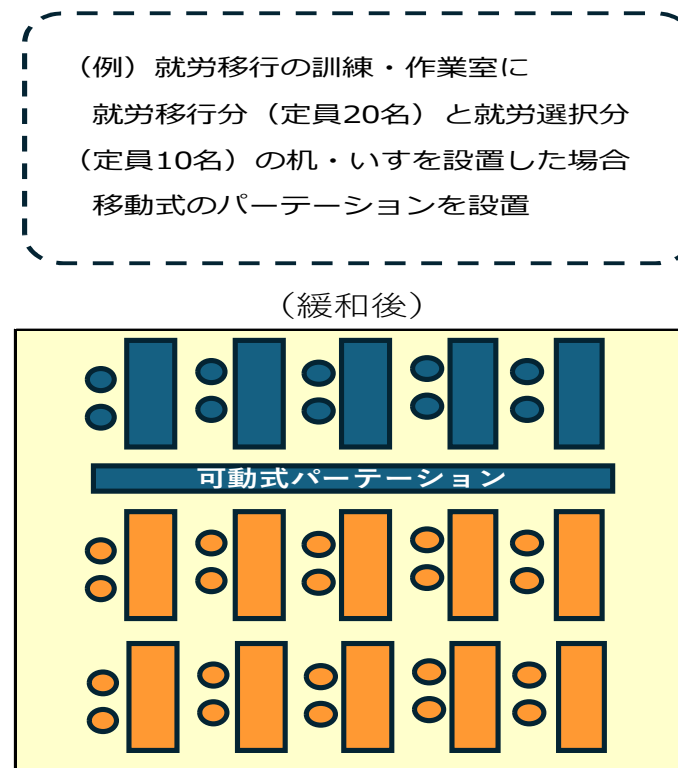 （例）就労移行の訓練・作業室に
就労移行分（定員20名）と就労選択分
（定員10名）の机・いすを設置した場合
移動式のパーテーションを設置
（緩和後）
可動式パーテーション